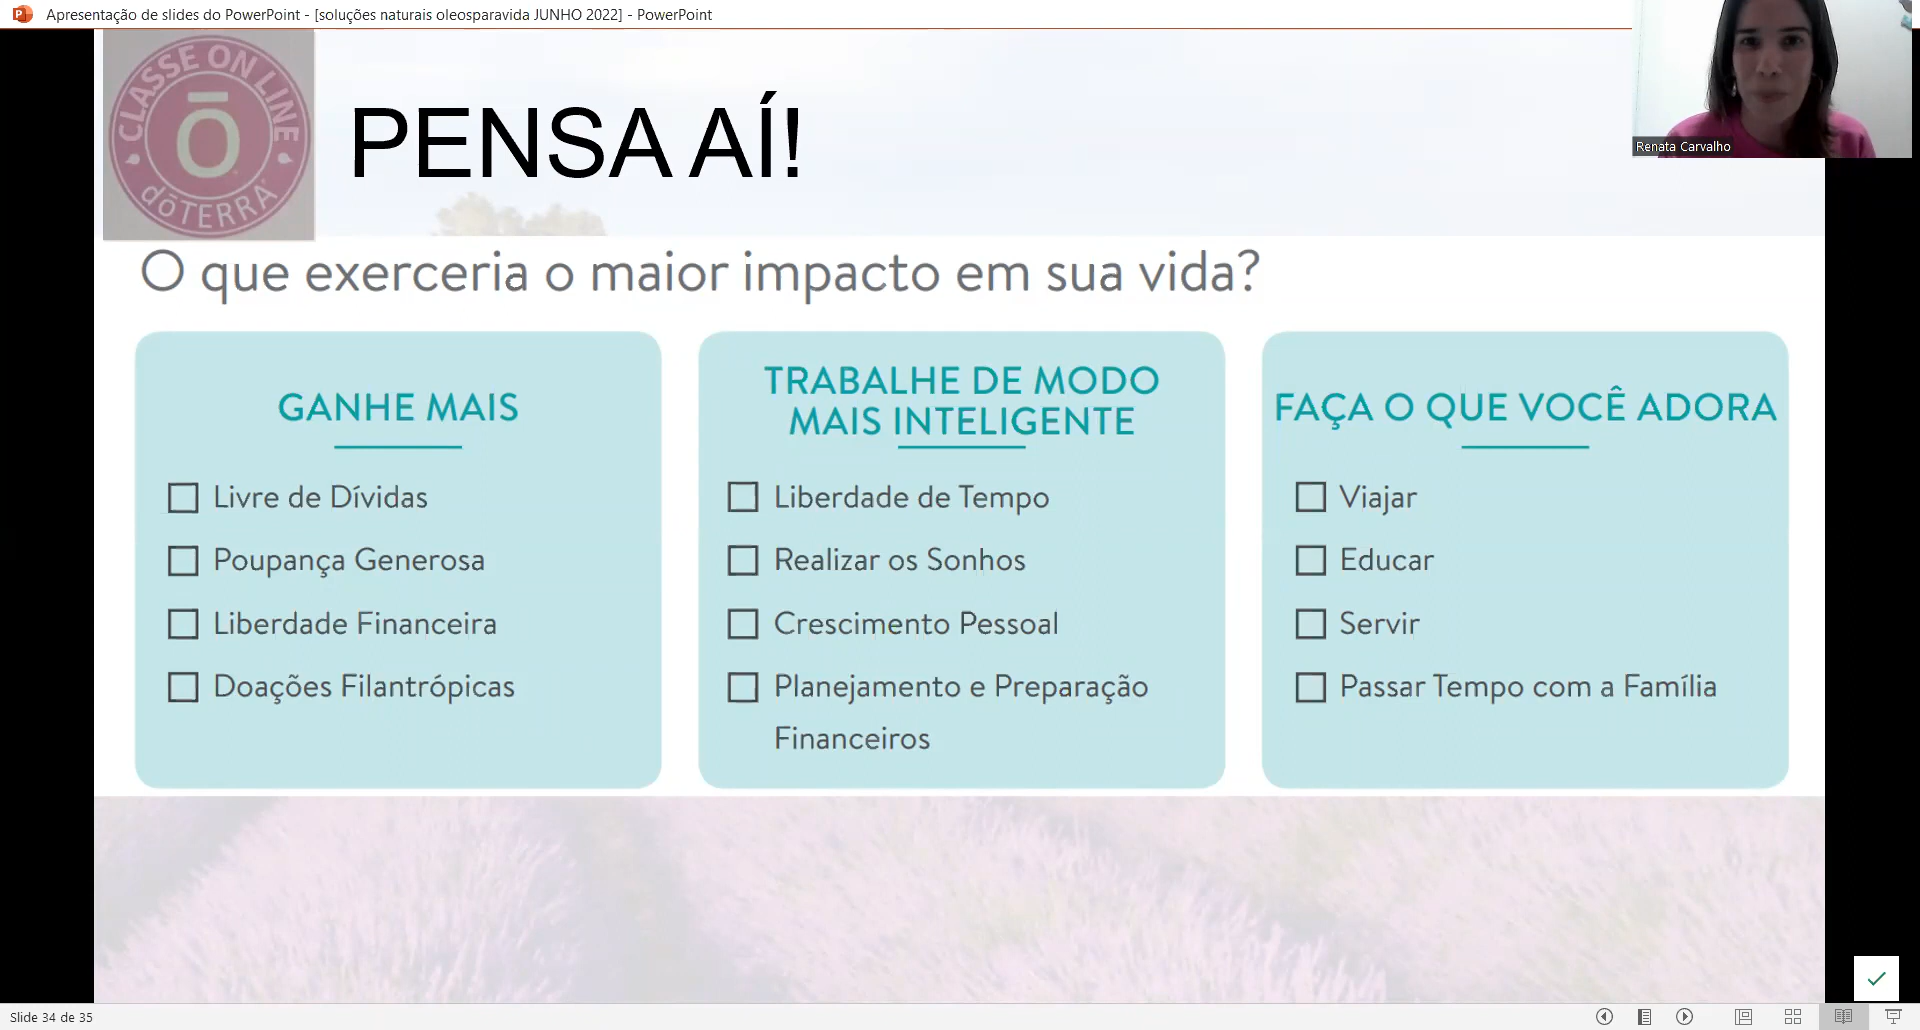 Apresentação de slides do PowerPoint - [soluções naturais oleosparavida JUNHO 2022] - PowerPoint
CLASSE ON LINE
dōTERRA
PENSA AÍ!
Renata Carvalho
O que exerceria o maior impacto em sua vida?
GANHE MAIS
Livre de Dívidas
Poupança Generosa
Liberdade Financeira
Doações Filantrópicas
TRABALHE DE MODO
MAIS INTELIGENTE
Liberdade de Tempo
Realizar os Sonhos
Crescimento Pessoal
Planejamento e Preparação
Financeiros
FAÇA O QUE VOCÊ ADORA
Viajar
Educar
Servir
Passar Tempo com a Família
Slide 34 de 35